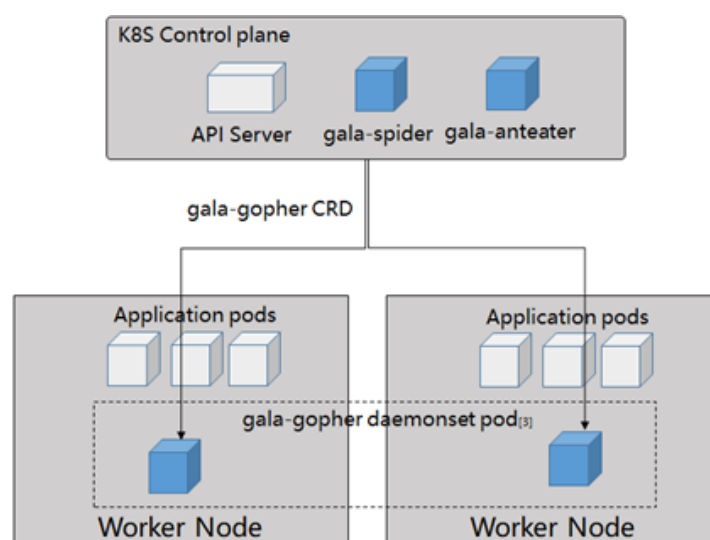 K8S Control plane
API Server
gala-spider
gala-anteater
gala-gopher CRD
Application pods
Application pods
gala-gopher daemonset pod[3]
Worker Node
Worker Node